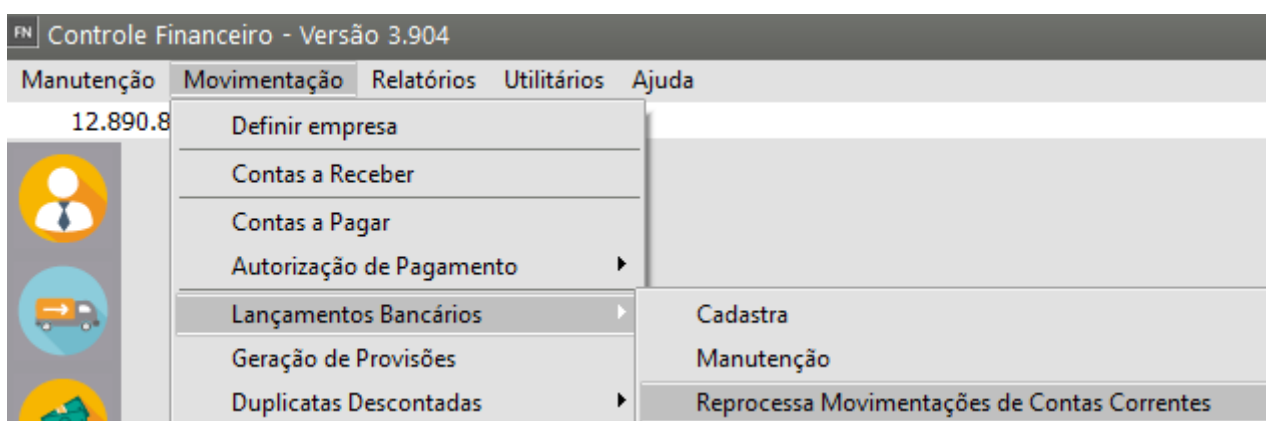 FN Controle Financeiro - Versão 3.904
Manutenção Movimentação Relatórios Utilitários Ajuda
12.890.8
Definir empresa
Contas a Receber
Contas a Pagar
Autorização de Pagamento
Lançamentos Bancários
Cadastra
Geração de Provisões
Manutenção
Duplicatas Descontadas
Reprocessa Movimentações de Contas Correntes